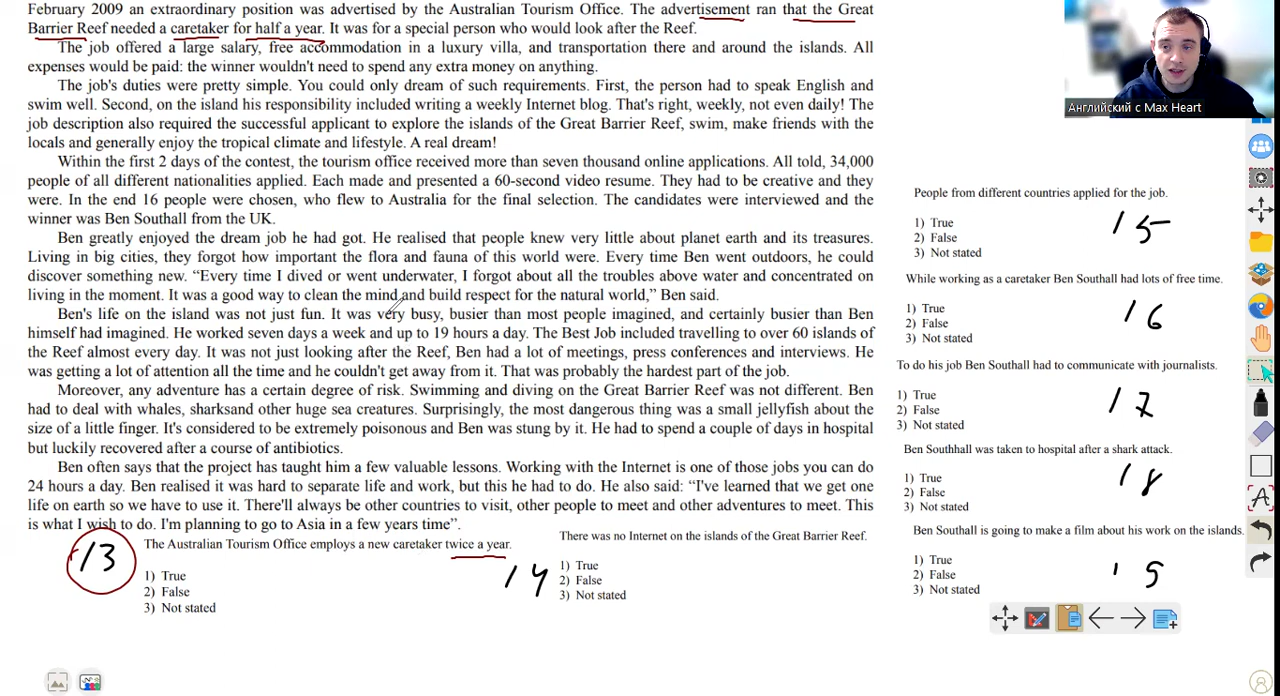 February 2009 an extraordinary position was advertised by the Australian Tourism Office. The advertisement ran that the Great
Barrier Reef needed a caretaker for half a year. It was for a special person who would look after the Reef.
The job offered a large salary, free accommodation in a luxury villa, and transportation there and around the islands. All
expenses would be paid: the winner wouldn't need to spend any extra money on anything.
The job's duties were pretty simple. You could only dream of such requirements. First, the person had to speak English and
swim well. Second, on the island his responsibility included writing a weekly Internet blog. That's right, weekly, not even daily! The
job description also required the successful applicant to explore the islands of the Great Barrier Reef, swim, make friends with the
locals and generally enjoy the tropical climate and lifestyle. A real dream!
Within the first 2 days of the contest, the tourism office received more than seven thousand online applications. All told, 34,000
people of all different nationalities applied. Each made and presented a 60-second video resume. They had to be creative and they
were. In the end 16 people were chosen, who flew to Australia for the final selection. The candidates were interviewed and the
winner was Ben Southall from the UK.
Ben greatly enjoyed the dream job he had got. He realised that people knew very little about planet earth and its treasures.
Living in big cities, they forgot how important the flora and fauna of this world were. Every time Ben went outdoors, he could
discover something new. “Every time I dived or went underwater, I forgot about all the troubles above water and concentrated on
living in the moment. It was a good way to clean the mind and build respect for the natural world,” Ben said.
Ben's life on the island was not just fun. It was very busy, busier than most people imagined, and certainly busier than Ben
himself had imagined. He worked seven days a week and up to 19 hours a day. The Best Job included travelling to over 60 islands of
the Reef almost every day. It was not just looking after the Reef, Ben had a lot of meetings, press conferences and interviews. He
was getting a lot of attention all the time and he couldn't get away from it. That was probably the hardest part of the job.
Moreover, any adventure has a certain degree of risk. Swimming and diving on the Great Barrier Reef was not different. Ben
had to deal with whales, sharksand other huge sea creatures. Surprisingly, the most dangerous thing was a small jellyfish about the
size of a little finger. It's considered to be extremely poisonous and Ben was stung by it. He had to spend a couple of days in hospital
but luckily recovered after a course of antibiotics.
Ben often says that the project has taught him a few valuable lessons. Working with the Internet is one of those jobs you can do
24 hours a day. Ben realised it was hard to separate life and work, but this he had to do. He also said: “I've learned that we get one
life on earth so we have to use it. There'll always be other countries to visit, other people to meet and other adventures to meet. This
is what I wish to do. I'm planning to go to Asia in a few years time”.
13
The Australian Tourism Office employs a new caretaker twice a year.
1) True
2) False
3) Not stated
There was no Internet on the islands of the Great Barrier Reef.
14
1) True
2) False
3) Not stated
Английский с Max Heart
People from different countries applied for the job.
1) True
2) False
3) Not stated
15
While working as a caretaker Ben Southall had lots of free time.
1) True
2) False
3) Not stated
16
To do his job Ben Southall had to communicate with journalists.
1) True
2) False
3) Not stated
17
Ben Southhall was taken to hospital after a shark attack.
1) True
2) False
3) Not stated
18
Ben Southall is going to make a film about his work on the islands.
1) True
2) False
3) Not stated